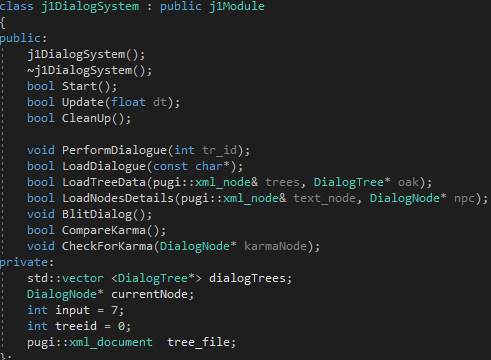 class j1DialogSystem : public j1Module
{
public:
j1DialogSystem();
~j1DialogSystem();
bool Start();
bool Update(float dt);
bool CleanUp();
void PerformDialogue(int tr_id);
bool LoadDialogue(const char*);
bool LoadTreeData(pugi::xml_node& trees, DialogTree* oak);
bool LoadNodesDetails(pugi::xml_node& text_node, DialogNode* npc);
void BlitDialog();
bool CompareKarma();
void CheckForKarma(DialogNode* karmaNode);
private:
std::vector <DialogTree*> dialogTrees;
DialogNode* currentNode;
int input = 7;
int treeid = 0;
pugi::xml_document  tree_file;
};